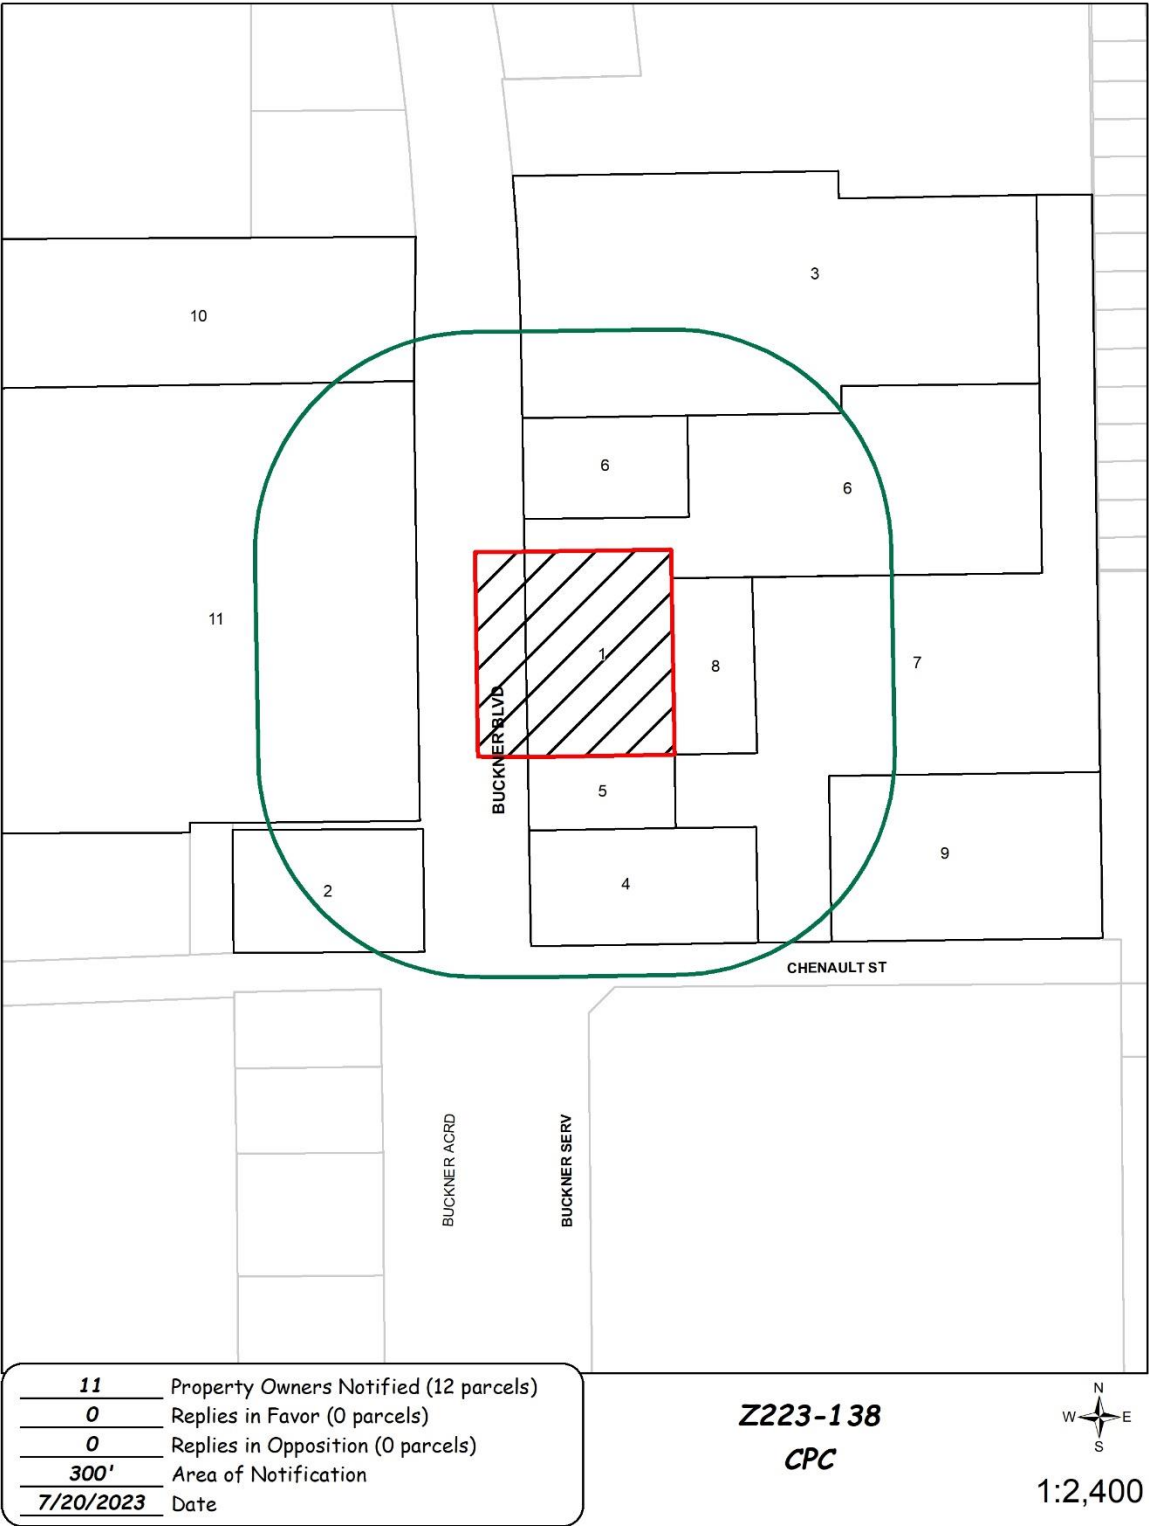 3
10
6
6
11
1
8
7
BUCKNER BLVD
5
9
4
2
CHENAULT ST
BUCKNER ACRD
BUCKNER SERV
11 Property Owners Notified (12 parcels)
0 Replies in Favor (0 parcels)
0 Replies in Opposition (0 parcels)
300' Area of Notification
7/20/2023 Date
Z223-138
CPC
N
W E
S
1:2,400